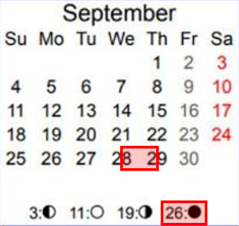 September
Su Mo Tu We Th Fr Sa
1 2 3
4 5 6 7 8 9 10
11 12 13 14 15 16 17
18 19 20 21 22 23 24
25 26 27 28 29 30
3:◐ 11:○ 19:◑ 26:●